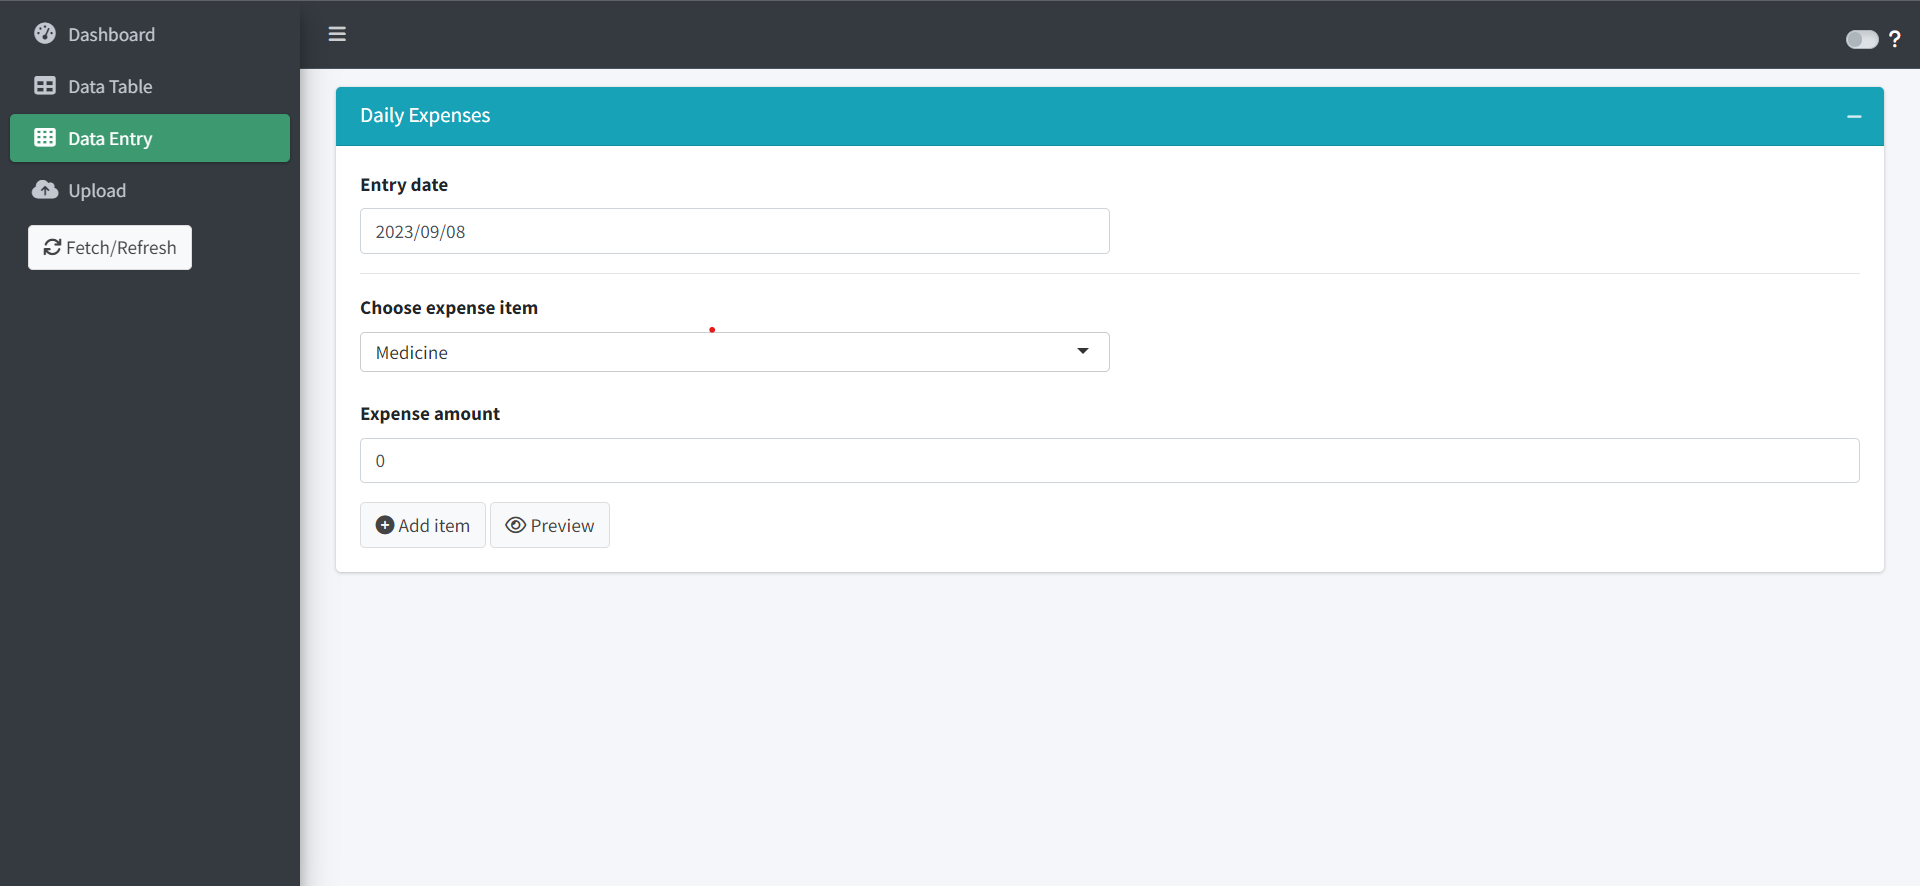 Dashboard
Data Table
Data Entry
Upload
Fetch/Refresh
?
Daily Expenses
Entry date
2023/09/08
Choose expense item
Medicine
Expense amount
0
Add item Preview